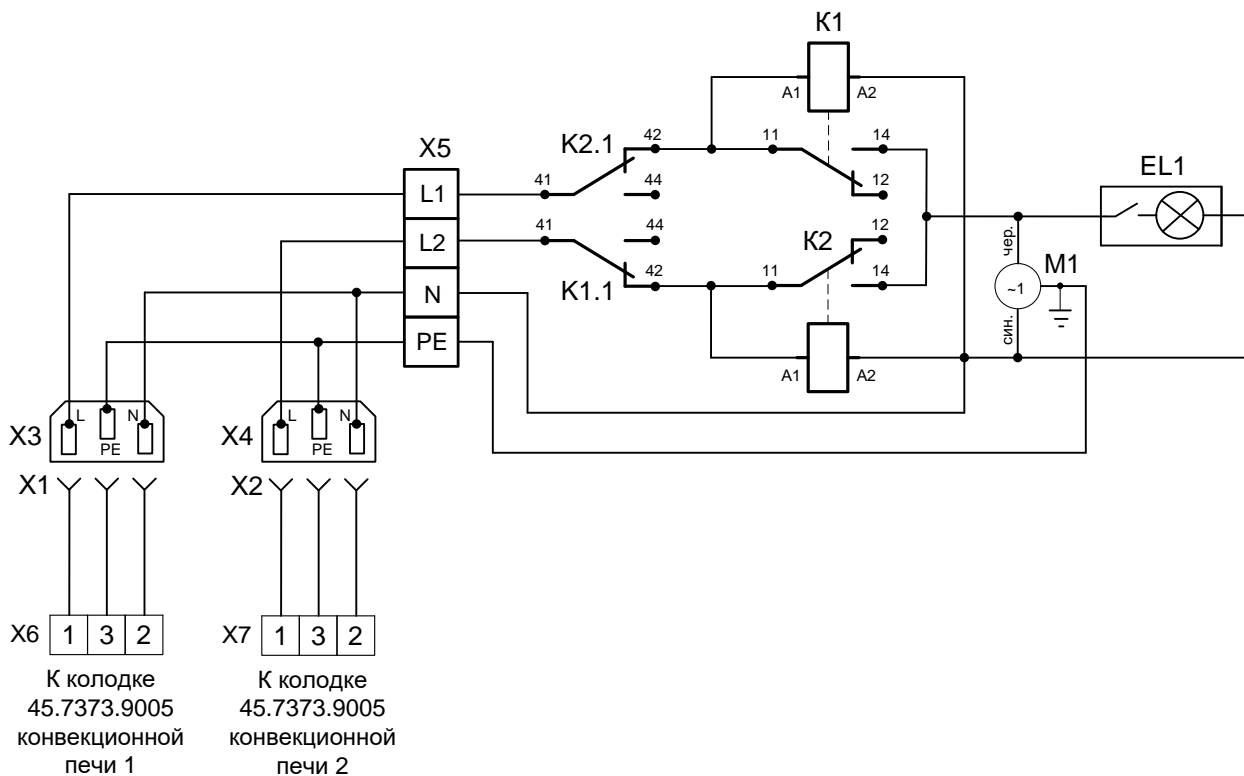 K1
A1 A2
X5
K2.1 42 11 14
L1 41 44 12
EL1
L2 41 44 K2 12
чер.
M1
~1
N K1.1 42 11 14
син.
PE
A1 A2
X3 L PE N
X4 L PE N
X1
X2
X6 1 3 2
X7 1 3 2
К колодке
45.7373.9005
конвекционной
печи 1
К колодке
45.7373.9005
конвекционной
печи 2